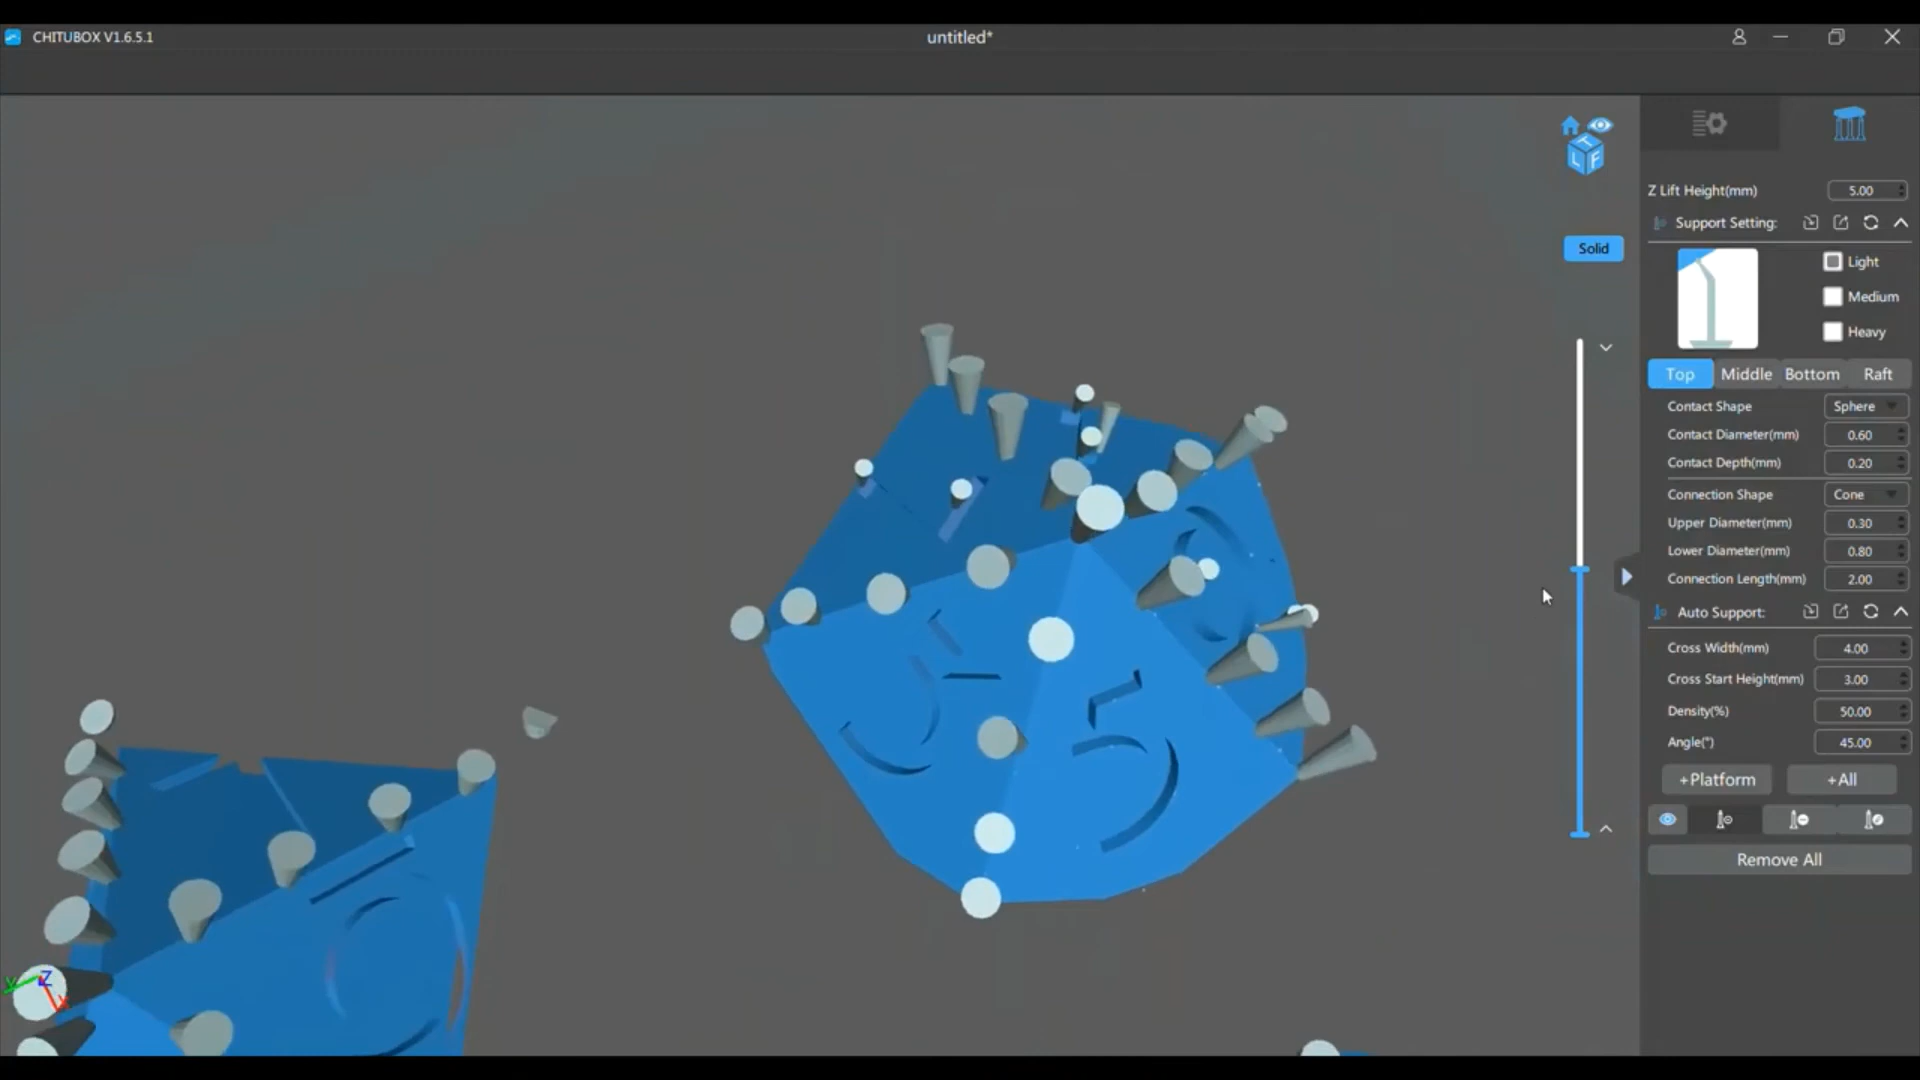 CHITUBOX V1.6.5.1
untitled*
T
L F
Solid
Z Lift Height(mm) 5.00
Support Setting:
Light
Medium
Heavy
Top Middle Bottom Raft
Contact Shape Sphere
Contact Diameter(mm) 0.60
Contact Depth(mm) 0.20
Connection Shape Cone
Upper Diameter(mm) 0.30
Lower Diameter(mm) 0.80
Connection Length(mm) 2.00
Auto Support:
Cross Width(mm) 4.00
Cross Start Height(mm) 3.00
Density(%) 50.00
Angle(°) 45.00
+Platform +All
Remove All
5
Y Z X